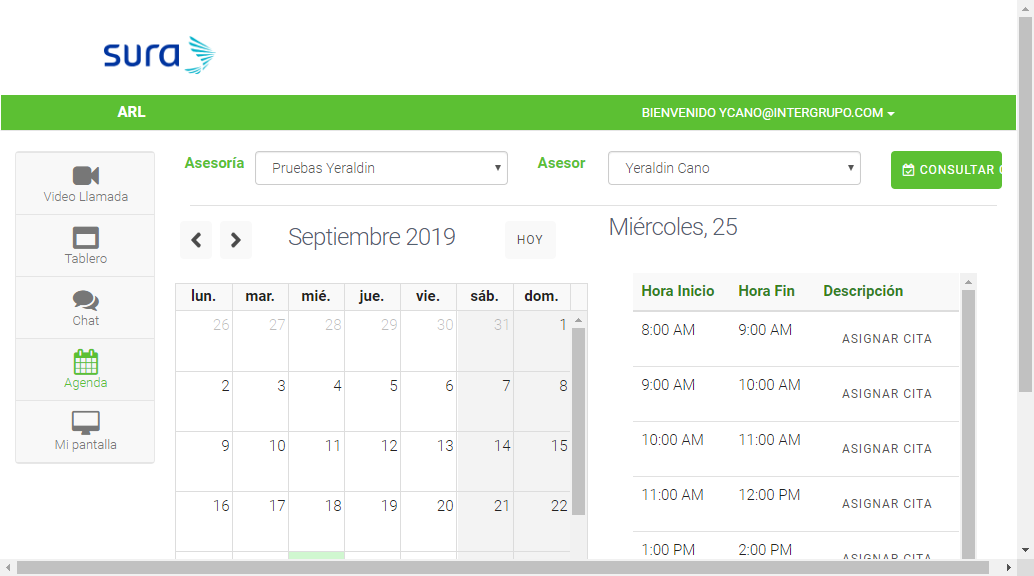 sura
ARL
BIENVENIDO YCANO@INTERGRUPO.COM
Video Llamada
Tablero
Chat
Agenda
Mi pantalla
Asesoría
Pruebas Yeraldin
Asesor
Yeraldin Cano
CONSULTAR
Septiembre 2019
HOY
lun. mar. mié. jue. vie. sáb. dom.
26 27 28 29 30 31 1
2 3 4 5 6 7 8
9 10 11 12 13 14 15
16 17 18 19 20 21 22
Miércoles, 25
Hora Inicio Hora Fin Descripción
8:00 AM 9:00 AM ASIGNAR CITA
9:00 AM 10:00 AM ASIGNAR CITA
10:00 AM 11:00 AM ASIGNAR CITA
11:00 AM 12:00 PM ASIGNAR CITA
1:00 PM 2:00 PM ASIGNAR CITA